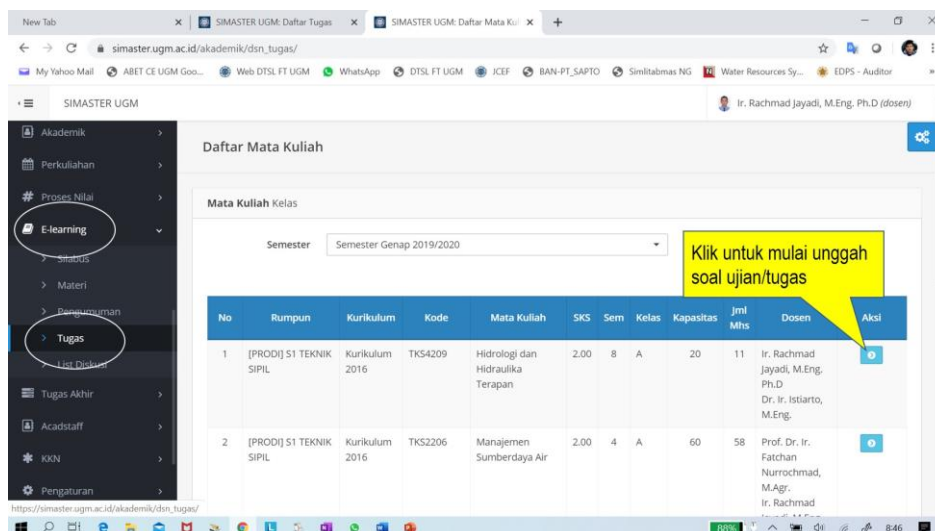 New Tab
SIMASTER UGM: Daftar Tugas
SIMASTER UGM: Daftar Mata Kul
simaster.ugm.ac.id/akademik/dsn_tugas/
My Yahoo Mail
ABET CE UGM Goo...
Web DTSL FT UGM
WhatsApp
DTSL FT UGM
JCEF
BAN-PT_SAPTO
Simlitabmas NG
Water Resources Sy...
EDPS - Auditor
SIMASTER UGM
Ir. Rachmad Jayadi, M.Eng. Ph.D (dosen)
Akademik
Perkuliahan
Proses Nilai
E-learning
Silabus
Materi
Pengumuman
Tugas
List Diskusi
Tugas Akhir
Acadstaff
KKN
Pengaturan
Daftar Mata Kuliah
Mata Kuliah Kelas
Semester
Semester Genap 2019/2020
Klik untuk mulai unggah
soal ujian/tugas
No Rumpun Kurikulum Kode Mata Kuliah SKS Sem Kelas Kapasitas Jml Mhs Dosen Aksi
1 [PRODI] S1 TEKNIK Kurikulum TKS4209 Hidrologi dan 2.00 8 A 20 11 Ir. Rachmad
SIPIL 2016 Hidraulika Jayadi, M.Eng.
Terapan Ph.D
Dr. Ir. Istiarto,
M.Eng.
2 [PRODI] S1 TEKNIK Kurikulum TKS2206 Manajemen 2.00 4 A 60 58 Prof. Dr. Ir.
SIPIL 2016 Sumberdaya Air Fatchan
Nurrochmad,
M.Agr.
Ir. Rachmad
https://simaster.ugm.ac.id/akademik/dsn_tugas/
88%
8:46